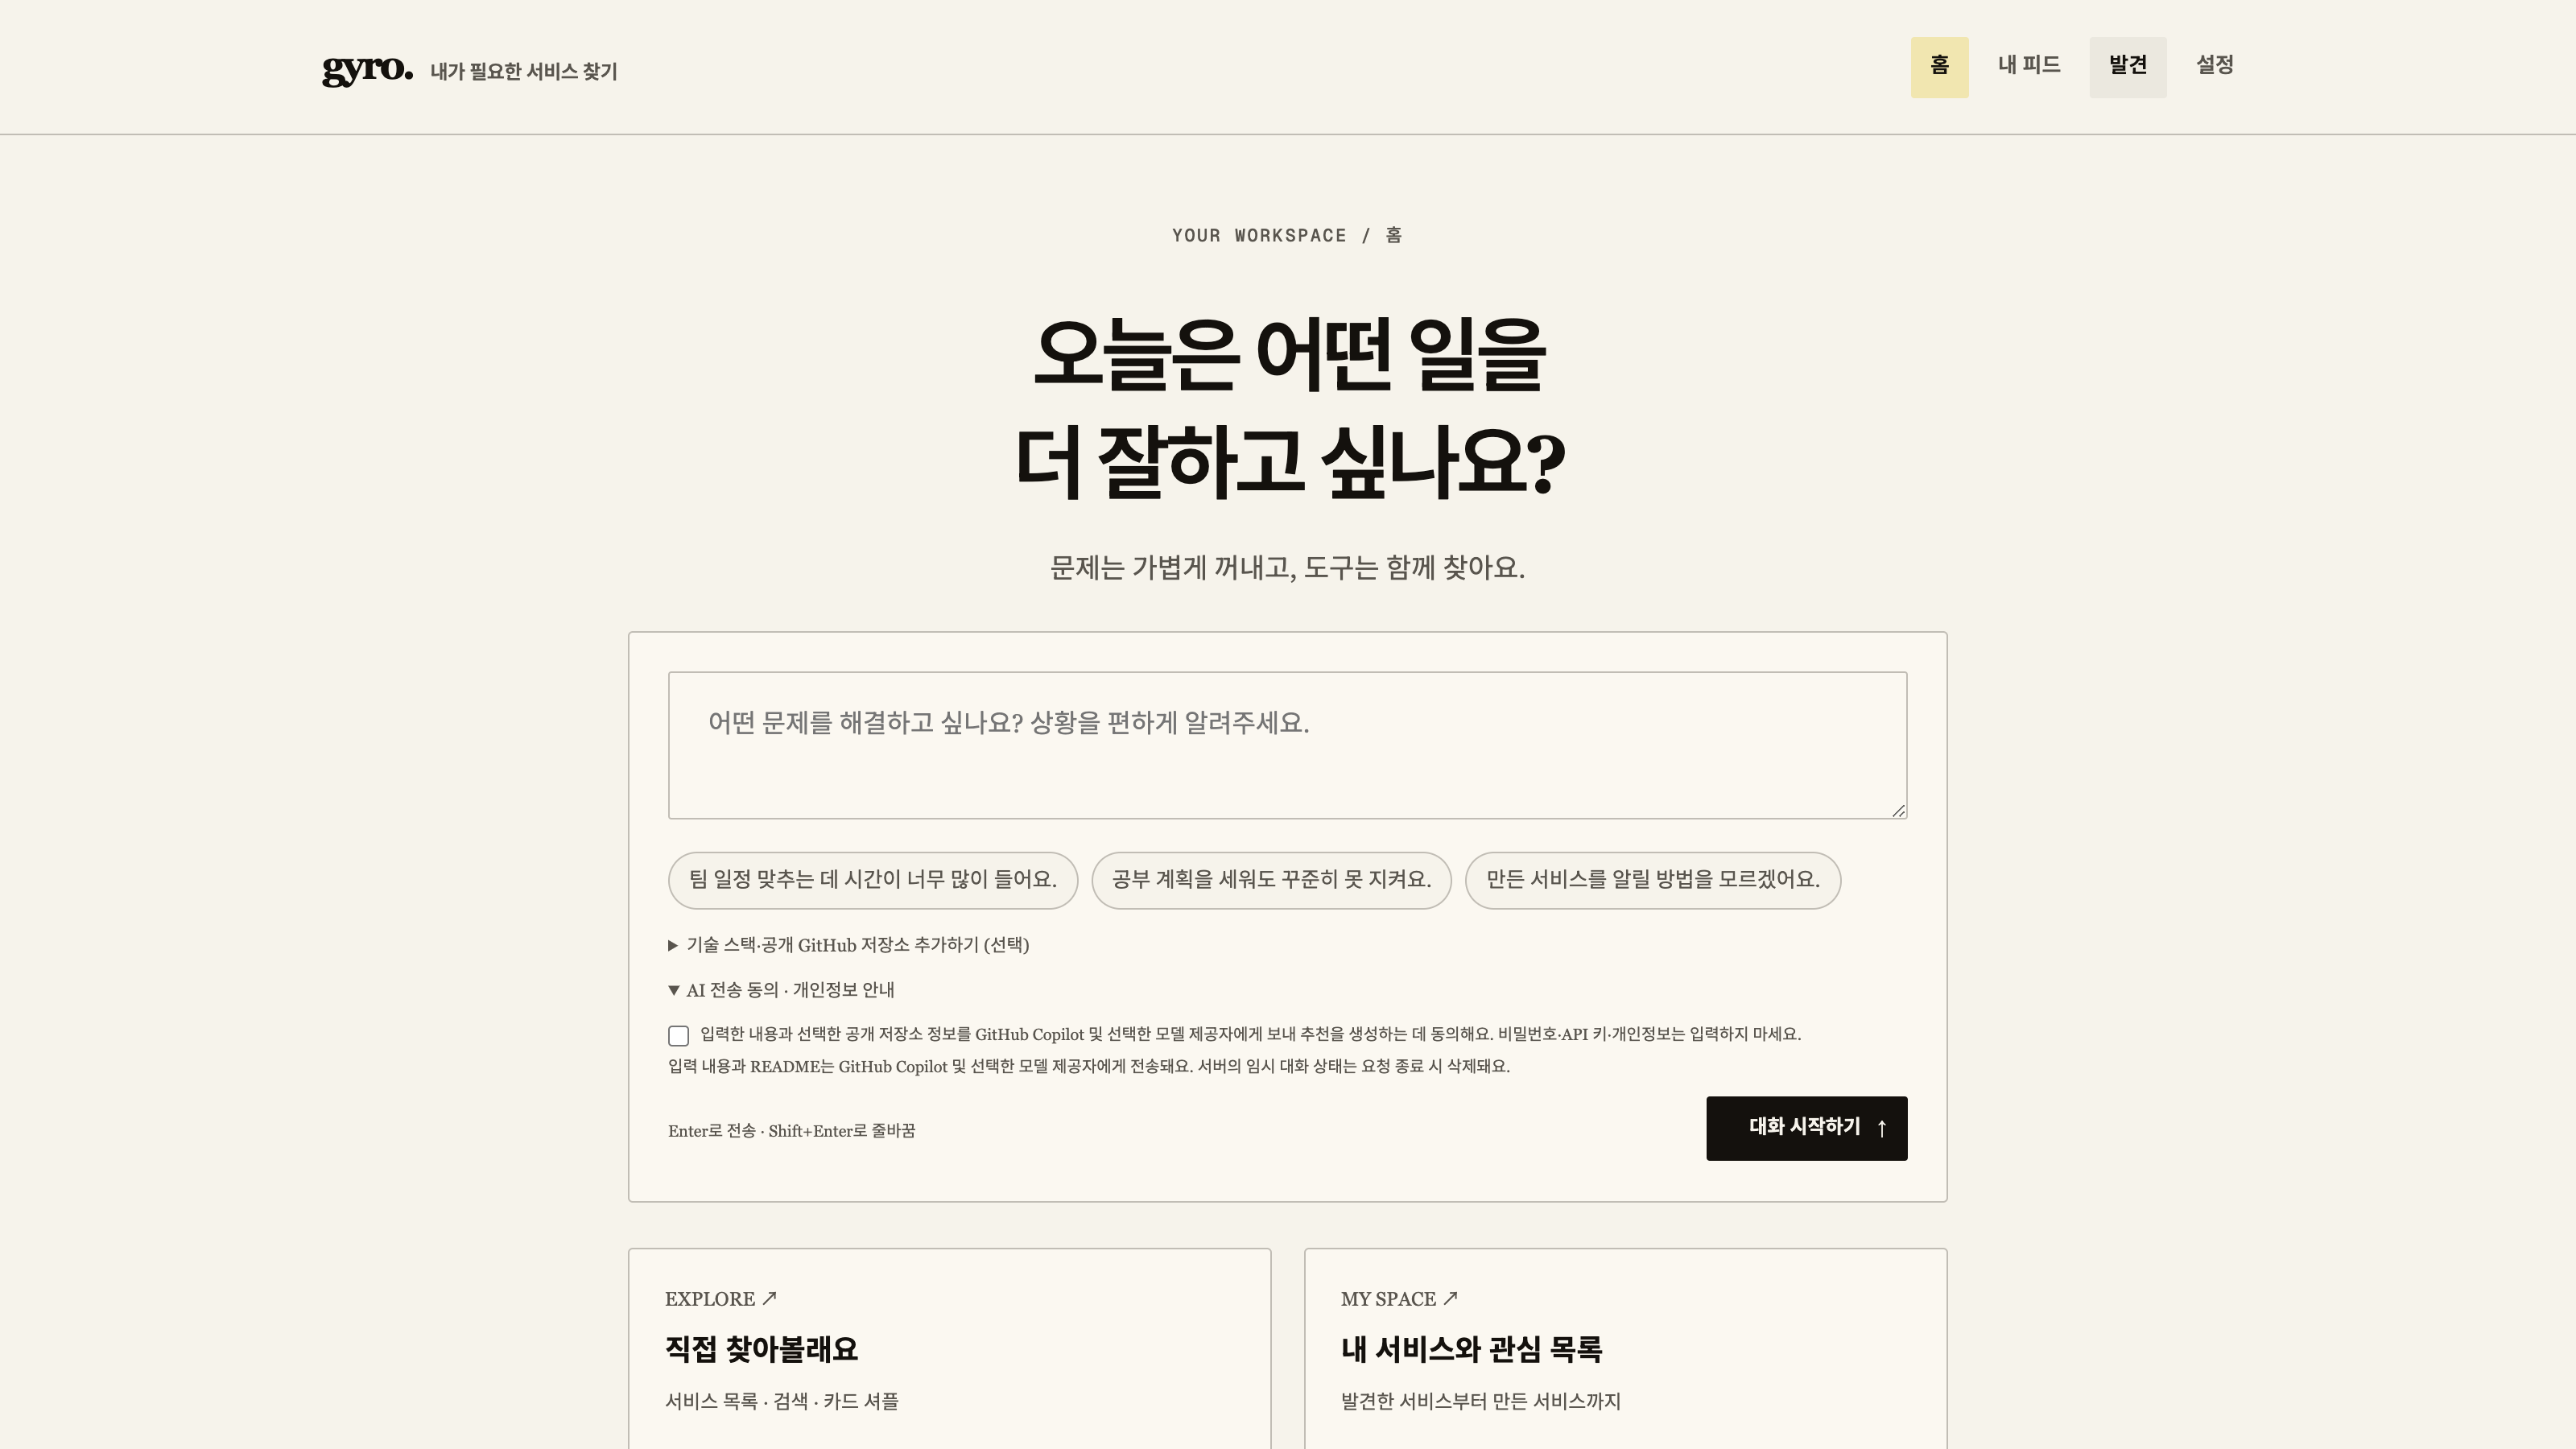 gyro. 내가 필요한 서비스 찾기
홈 내 피드 발견 설정
YOUR WORKSPACE / 홈
오늘은 어떤 일을
더 잘하고 싶나요?
문제는 가볍게 꺼내고, 도구는 함께 찾아요.
어떤 문제를 해결하고 싶나요? 상황을 편하게 알려주세요.
팀 일정 맞추는 데 시간이 너무 많이 들어요. 공부 계획을 세워도 꾸준히 못 지켜요. 만든 서비스를 알릴 방법을 모르겠어요.
▶ 기술 스택·공개 GitHub 저장소 추가하기 (선택)
▼ AI 전송 동의 · 개인정보 안내
입력한 내용과 선택한 공개 저장소 정보를 GitHub Copilot 및 선택한 모델 제공자에게 보내 추천을 생성하는 데 동의해요. 비밀번호·API 키·개인정보는 입력하지 마세요.
입력 내용과 README는 GitHub Copilot 및 선택한 모델 제공자에게 전송돼요. 서버의 임시 대화 상태는 요청 종료 시 삭제돼요.
Enter로 전송 · Shift+Enter로 줄바꿈
대화 시작하기 ↑
EXPLORE ↗
직접 찾아볼래요
서비스 목록 · 검색 · 카드 셔플
MY SPACE ↗
내 서비스와 관심 목록
발견한 서비스부터 만든 서비스까지